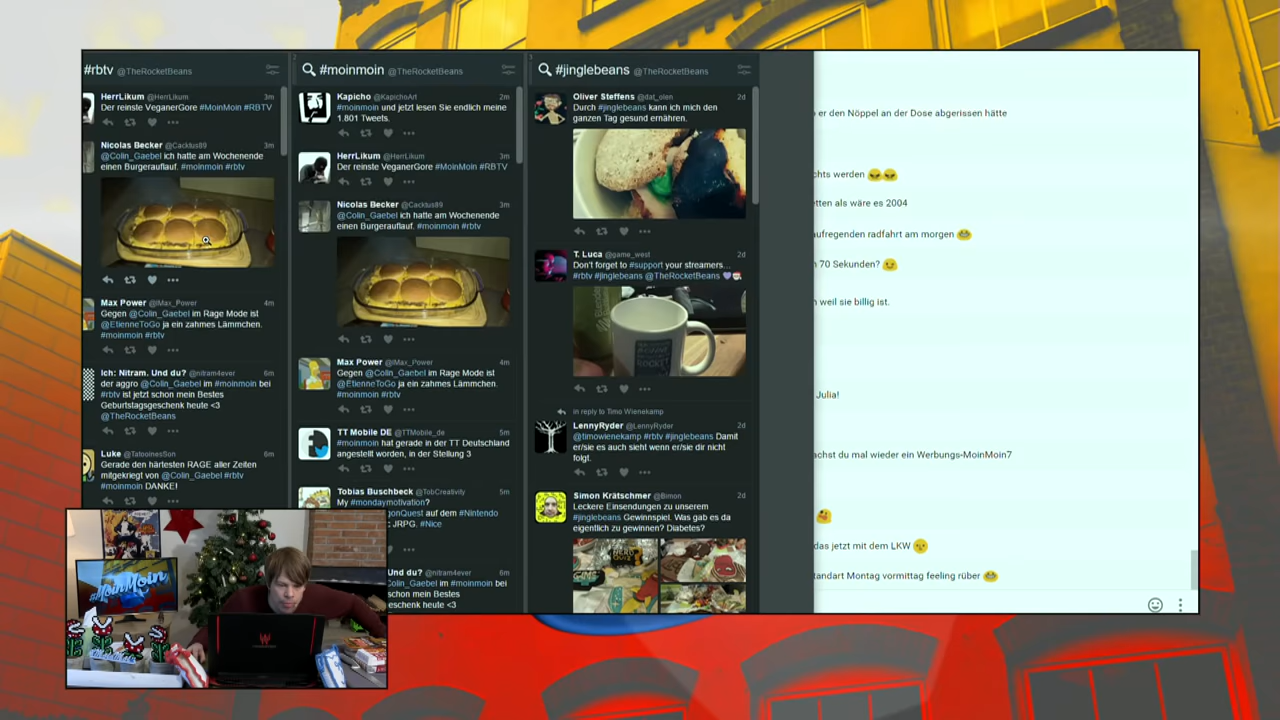 #rbtv @TheRocketBeans
HerrLikum @HerrLikum 3m
Der reinste VeganerGore #MoinMoin #RBTV
Nicolas Becker @Cacktus89 3m
@Colin_Gaebel ich hatte am Wochenende
einen Burgerauflauf. #moinmoin #rbtv
Max Power @IMax_Power 4m
Gegen @Colin_Gaebel im Rage Mode ist
@EtienneToGo ja ein zahmes Lämmchen.
#moinmoin #rbtv
Ich: Nitram. Und du? @nitram4ever 6m
der aggro @Colin_Gaebel im #moinmoin bei
#rbtv ist jetzt schon mein Bestes
Geburtstagsgeschenk heute <3
@TheRocketBeans
Luke @TatooinesSon 6m
Gerade den härtesten RAGE aller Zeiten
mitgekriegt von @Colin_Gaebel #rbtv
#moinmoin DANKE!
#moinmoin @TheRocketBeans
Kapicho @KapichoArt 2m
#moinmoin und jetzt lesen Sie endlich meine
1.801 Tweets.
HerrLikum @HerrLikum 3m
Der reinste VeganerGore #MoinMoin #RBTV
Nicolas Becker @Cacktus89 3m
@Colin_Gaebel ich hatte am Wochenende
einen Burgerauflauf. #moinmoin #rbtv
Max Power @IMax_Power 4m
Gegen @Colin_Gaebel im Rage Mode ist
@EtienneToGo ja ein zahmes Lämmchen.
#moinmoin #rbtv
TT Mobile DE @TTMobile_de 5m
#moinmoin hat gerade in der TT Deutschland
angestellt worden, in der Stellung 3
Tobias Buschbeck @TobCreativity 5m
My #mondaymotivation?
onQuest auf dem #Nintendo
JRPG. #Nice
Und du? @nitram4ever 6m
Colin_Gaebel im #moinmoin bei
schon mein Bestes
geschenk heute <3
#jinglebeans @TheRocketBeans
Oliver Steffens @dat_olen 2d
Durch #jinglebeans kann ich mich den
ganzen Tag gesund ernähren.
T. Luca @game_west 2d
Don't forget to #support your streamers...
#rbtv #jinglebeans @TheRocketBeans
in reply to Timo Wienekamp
LennyRyder @LennyRyder 2d
@timowienekamp #rbtv #jinglebeans Damit
er/sie es auch sieht wenn er/sie dir nicht
folgt.
Simon Krätschmer @Bimon 2d
Leckere Einsendungen zu unserem
#jinglebeans Gewinnspiel. Was gab es da
eigentlich zu gewinnen? Diabetes?
er den Nöppel an der Dose abgerissen hätte
chts werden
etten als wäre es 2004
aufregenden radfahrt am morgen
70 Sekunden?
weil sie billig ist.
Julia!
achst du mal wieder ein Werbungs-MoinMoin?
das jetzt mit dem LKW
tandart Montag vormittag feeling rüber
MoinMoin